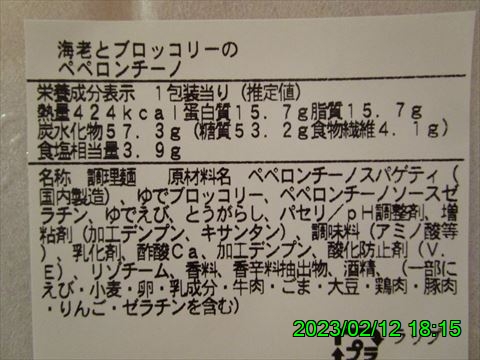 海老とブロッコリーの
ペペロンチーノ
栄養成分表示 1包装当り(推定値)
熱量424kcal蛋白質15.7g脂質15.7g
炭水化物57.3g(糖質53.2g食物繊維4.1g)
食塩相当量3.9g
名称 調理麺 原材料名 ペペロンチーノスパゲティ(
国内製造)、ゆでブロッコリー、ペペロンチーノソースゼ
ラチン、ゆでえび、とうがらし、パセリ/pH調整剤、増
粘剤(加工デンプン、キサンタン)、調味料(アミノ酸等
)、乳化剤、酢酸Ca、加工デンプン、酸化防止剤(V.
E)、リゾチーム、香料、香辛料抽出物、酒精、(一部に
えび・小麦・卵・乳成分・牛肉・ごま・大豆・鶏肉・豚肉
・りんご・ゼラチンを含む)
プラ
2023/02/12 18:15